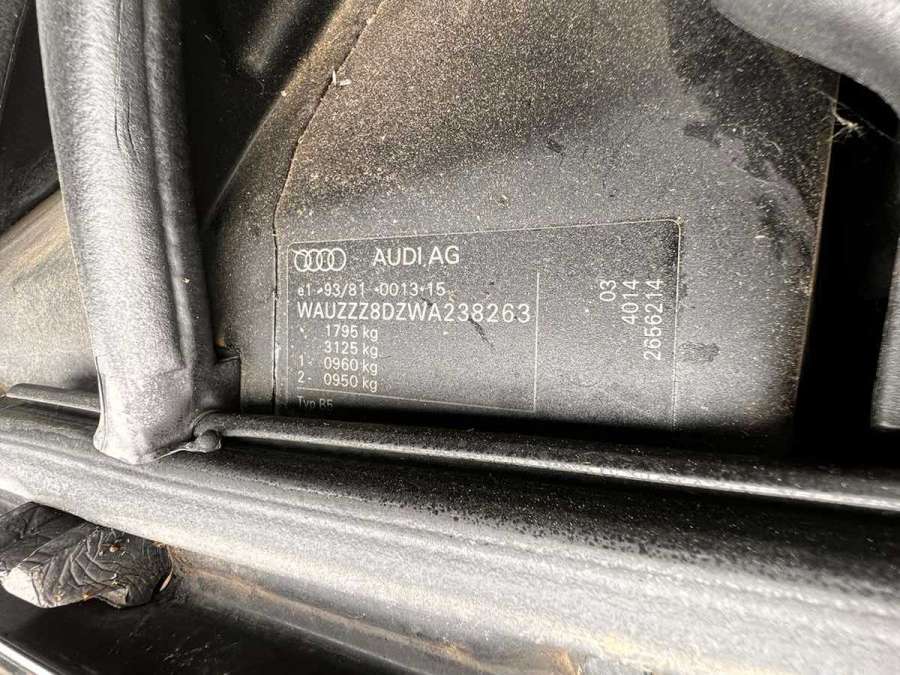 AUDI AG
e1*93/81*0013*15
WAUZZZ8DZWA238263
1795 kg
3125 kg
1- 0960 kg
2- 0950 kg
Typ B5
03
4014
2656214